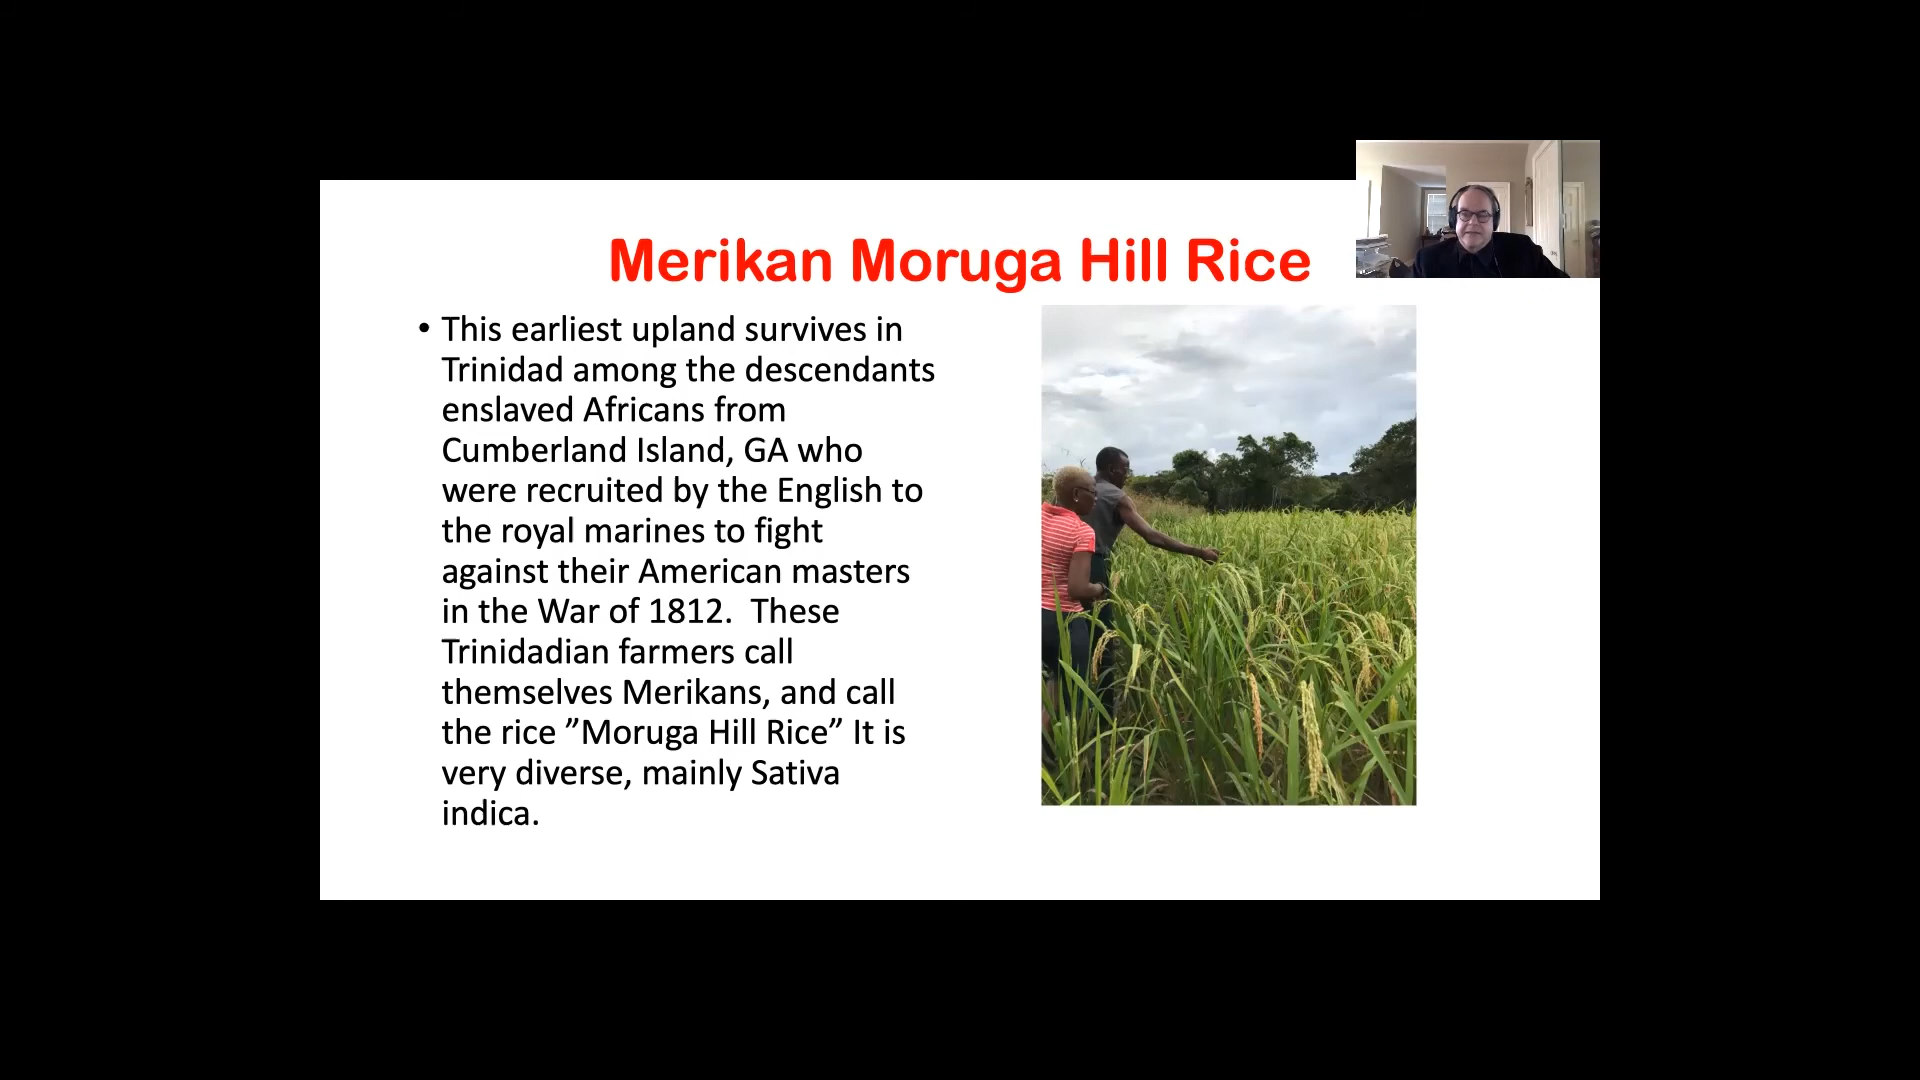 Merikan Moruga Hill Rice
• This earliest upland survives in
Trinidad among the descendants
enslaved Africans from
Cumberland Island, GA who
were recruited by the English to
the royal marines to fight
against their American masters
in the War of 1812.  These
Trinidadian farmers call
themselves Merikans, and call
the rice ”Moruga Hill Rice” It is
very diverse, mainly Sativa
indica.